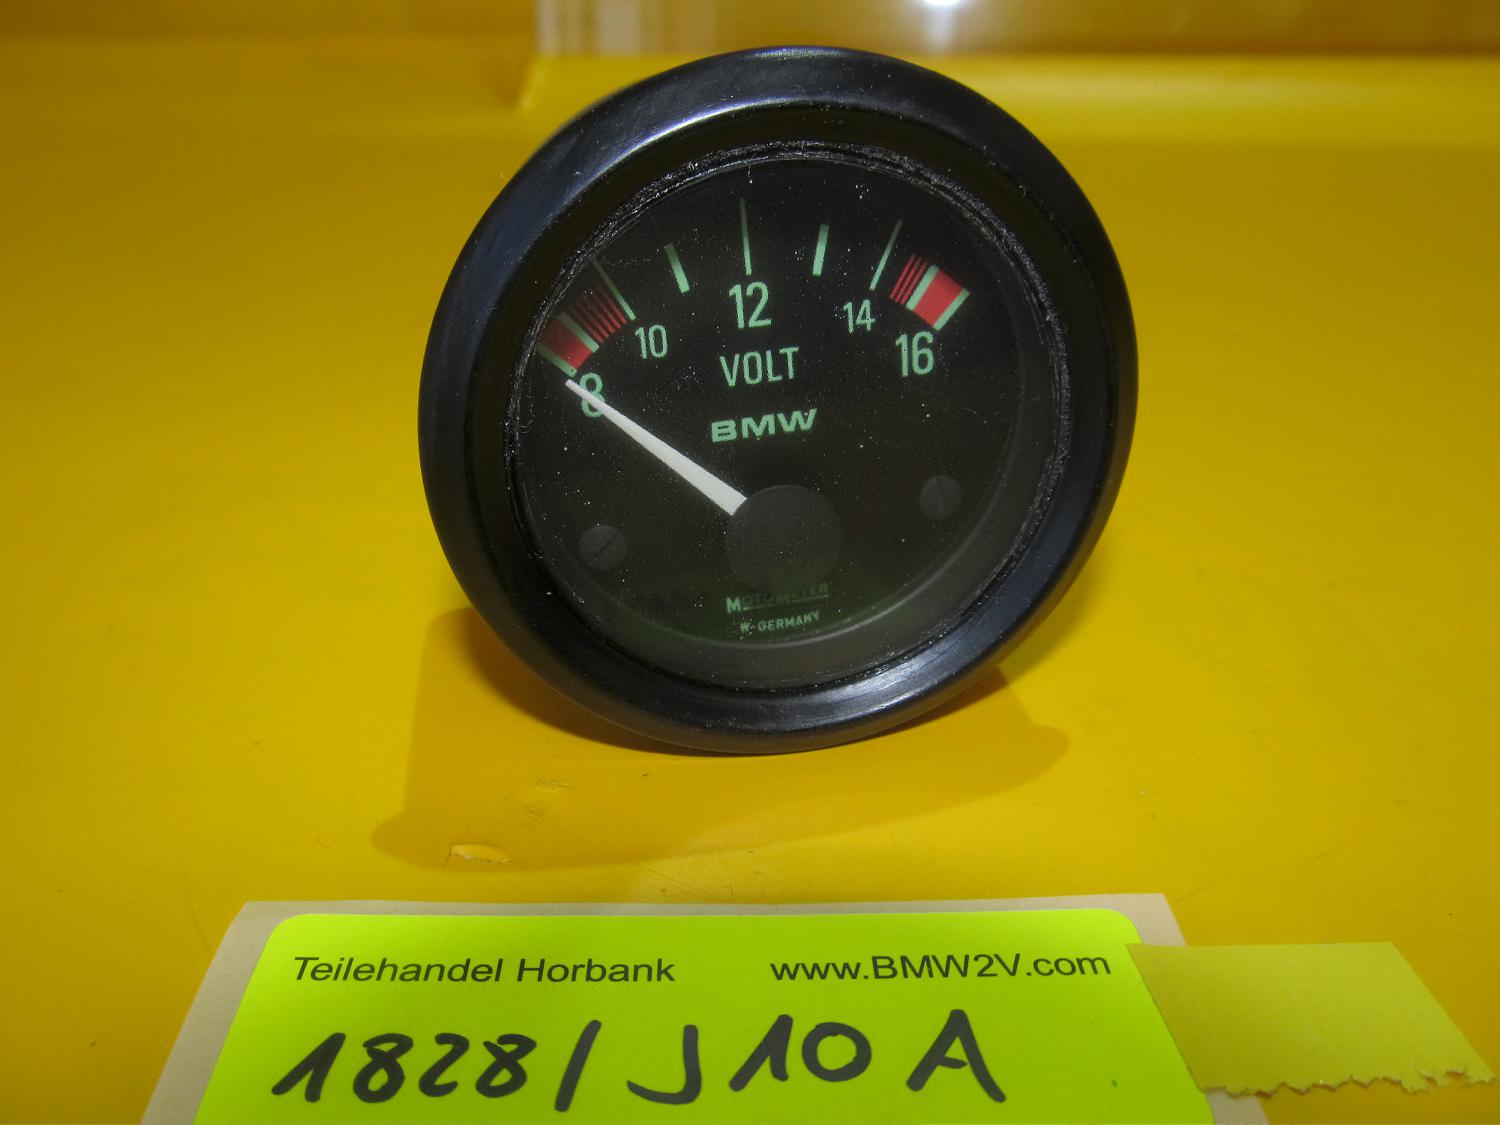 12
10
14
8
16
VOLT
BMW
MOTOMETER
W-GERMANY
Teilehandel Horbank www.BMW2V.com
1828/J10A